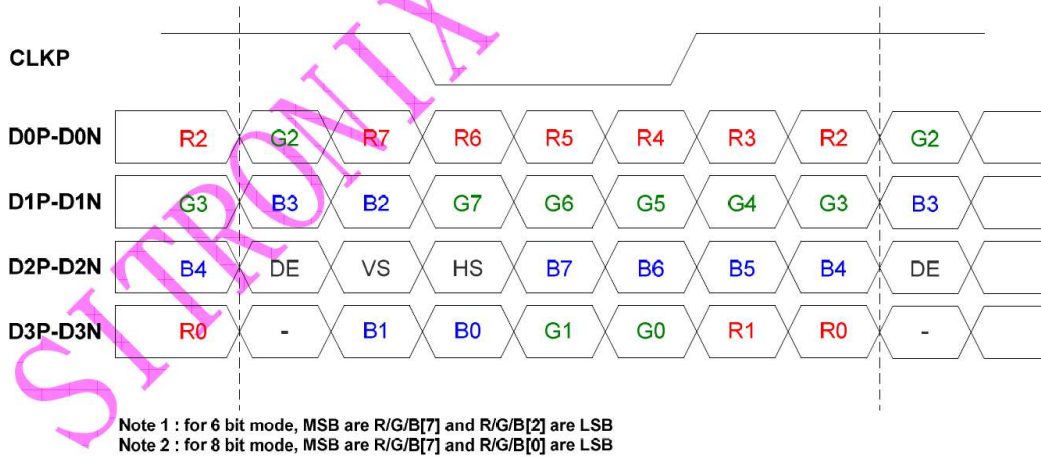 CLKP
D0P-D0N R2 G2 R7 R6 R5 R4 R3 R2 G2
D1P-D1N G3 B3 B2 G7 G6 G5 G4 G3 B3
D2P-D2N B4 DE VS HS B7 B6 B5 B4 DE
D3P-D3N R0 - B1 B0 G1 G0 R1 R0 -
SITRONIX
Note 1 : for 6 bit mode, MSB are R/G/B[7] and R/G/B[2] are LSB
Note 2 : for 8 bit mode, MSB are R/G/B[7] and R/G/B[0] are LSB